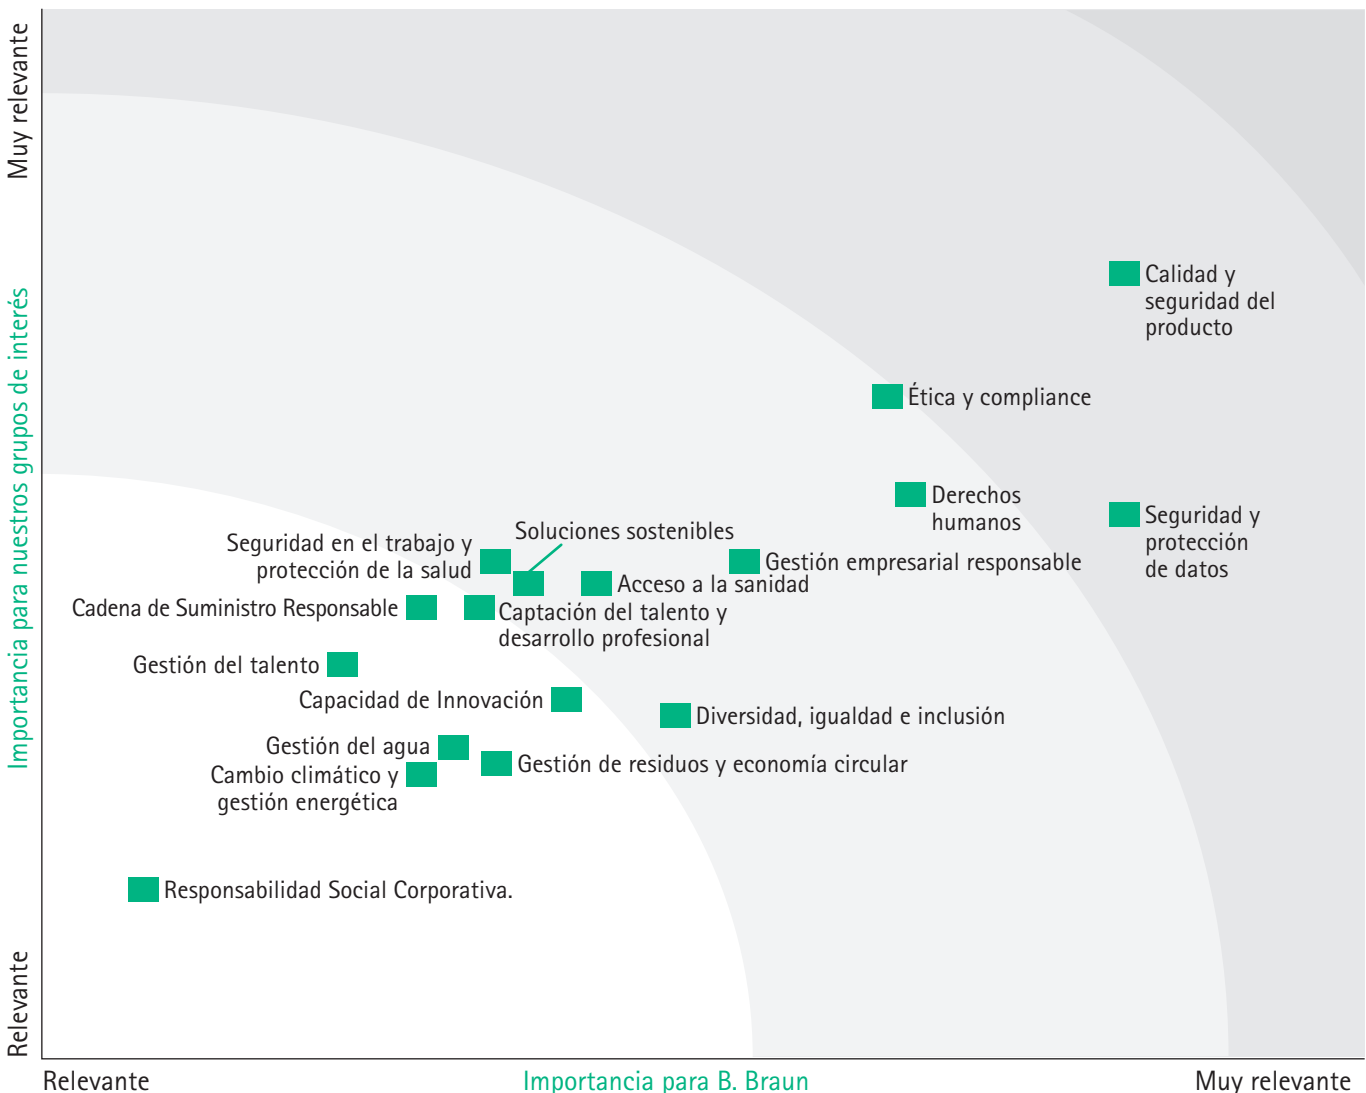 Muy relevante
Importancia para nuestros grupos de interés
Relevante
Calidad y
seguridad del
producto
Ética y compliance
Derechos
humanos
Seguridad y
protección
de datos
Soluciones sostenibles
Seguridad en el trabajo y
protección de la salud
Gestión empresarial responsable
Acceso a la sanidad
Cadena de Suministro Responsable
Captación del talento y
desarrollo profesional
Gestión del talento
Capacidad de Innovación
Diversidad, igualdad e inclusión
Gestión del agua
Gestión de residuos y economía circular
Cambio climático y
gestión energética
Responsabilidad Social Corporativa.
Relevante
Importancia para B. Braun
Muy relevante